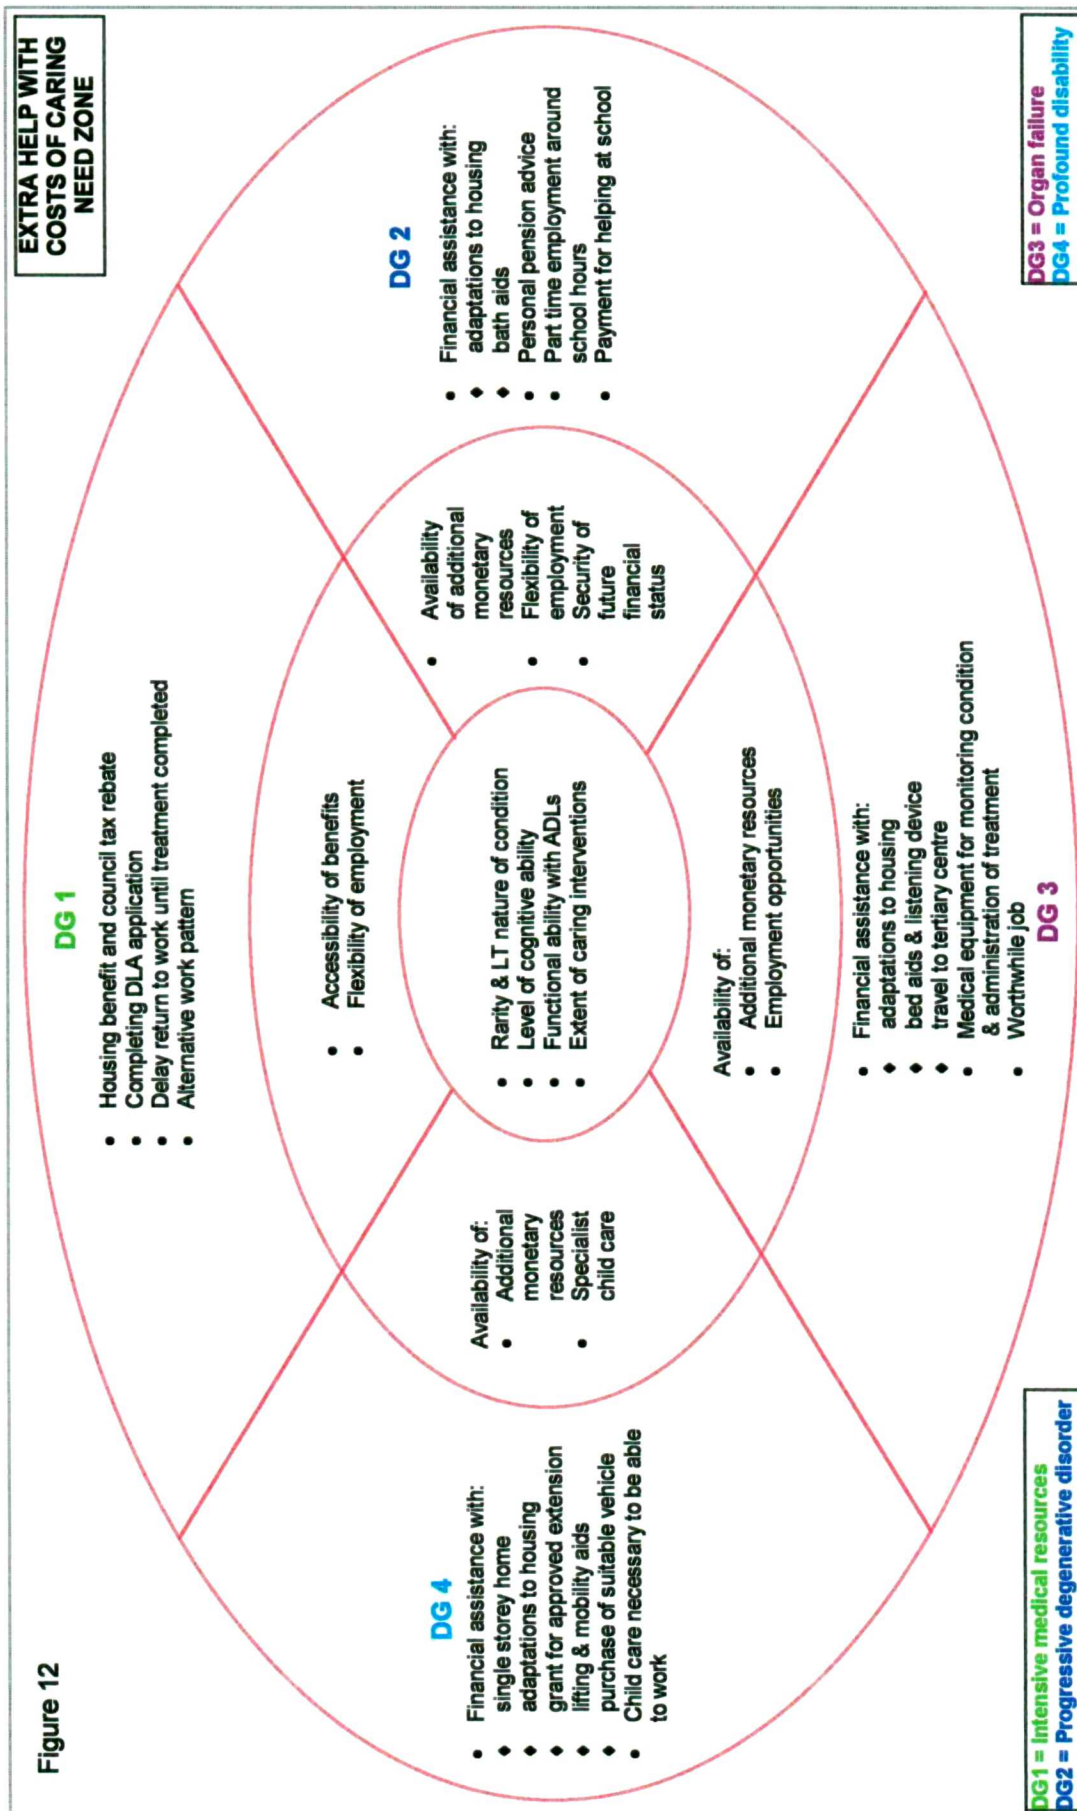 Figure 12
EXTRA HELP WITH
COSTS OF CARING
NEED ZONE
DG 1
• Housing benefit and council tax rebate
• Completing DLA application
• Delay return to work until treatment completed
• Alternative work pattern
• Accessibility of benefits
• Flexibility of employment
DG 4
• Financial assistance with:
♦ single storey home
♦ adaptations to housing
♦ grant for approved extension
♦ lifting & mobility aids
♦ purchase of suitable vehicle
• Child care necessary to be able
to work
Availability of:
• Additional
monetary
resources
• Specialist
child care
• Rarity & LT nature of condition
• Level of cognitive ability
• Functional ability with ADLs
• Extent of caring interventions
• Availability
of additional
monetary
resources
• Flexibility of
employment
• Security of
future
financial
status
DG 2
• Financial assistance with:
♦ adaptations to housing
♦ bath aids
• Personal pension advice
• Part time employment around
school hours
• Payment for helping at school
Availability of:
• Additional monetary resources
• Employment opportunities
• Financial assistance with:
♦ adaptations to housing
♦ bed aids & listening device
♦ travel to tertiary centre
• Medical equipment for monitoring condition
& administration of treatment
• Worthwhile job
DG 3
DG1 = Intensive medical resources
DG2 = Progressive degenerative disorder
DG3 = Organ failure
DG4 = Profound disability